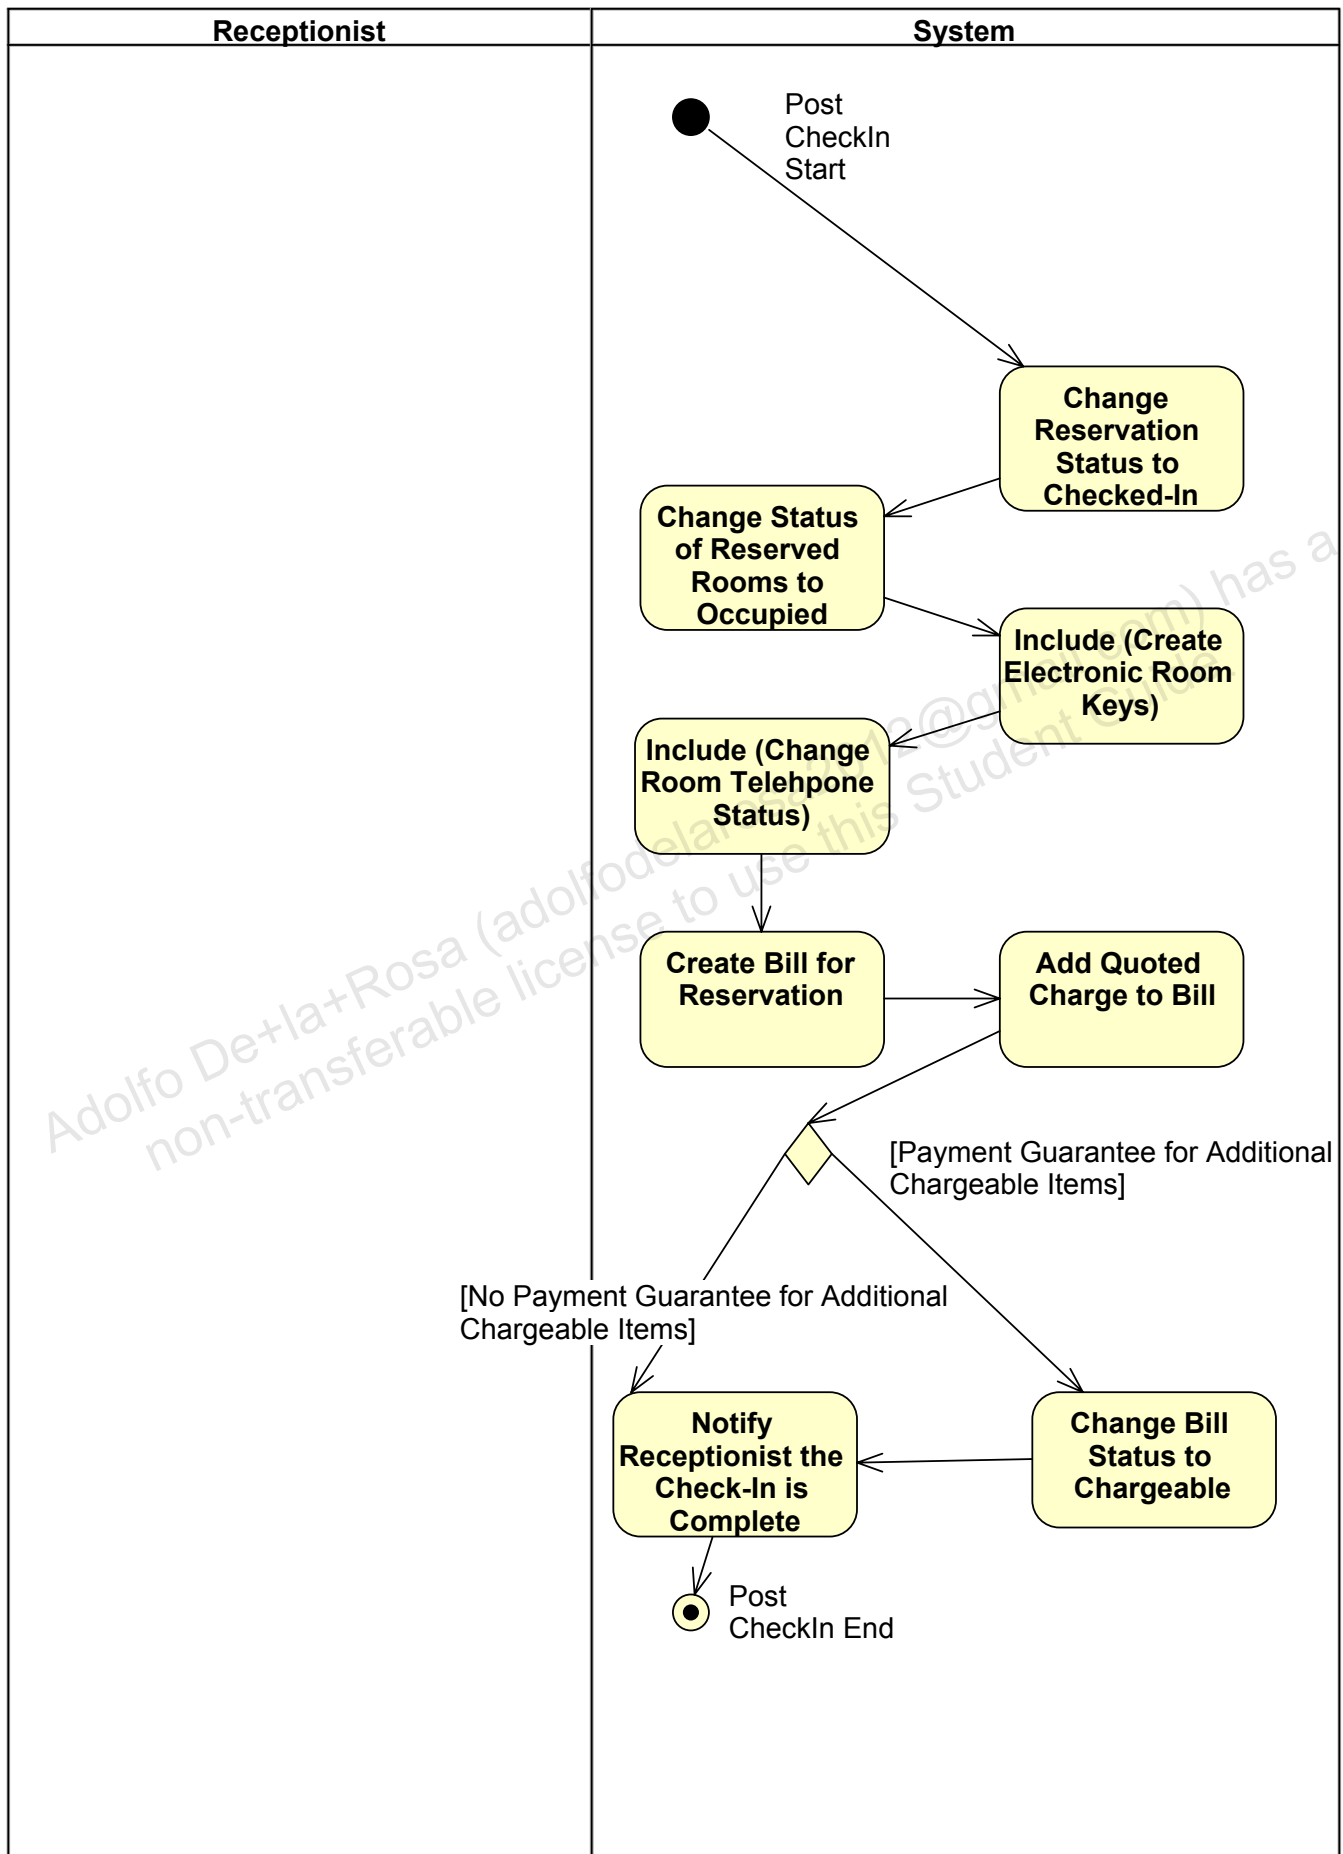 Receptionist
System
Post
CheckIn
Start
Change
Reservation
Status to
Checked-In
Change Status
of Reserved
Rooms to
Occupied
Include (Create
Electronic Room
Keys)
Include (Change
Room Telehpone
Status)
Create Bill for
Reservation
Add Quoted
Charge to Bill
[Payment Guarantee for Additional
Chargeable Items]
[No Payment Guarantee for Additional
Chargeable Items]
Notify
Receptionist the
Check-In is
Complete
Change Bill
Status to
Chargeable
Post
CheckIn End
Adolfo De+la+Rosa (adolfodelarosa2012@gmail.com) has a
non-transferable license to use this Student Guide.